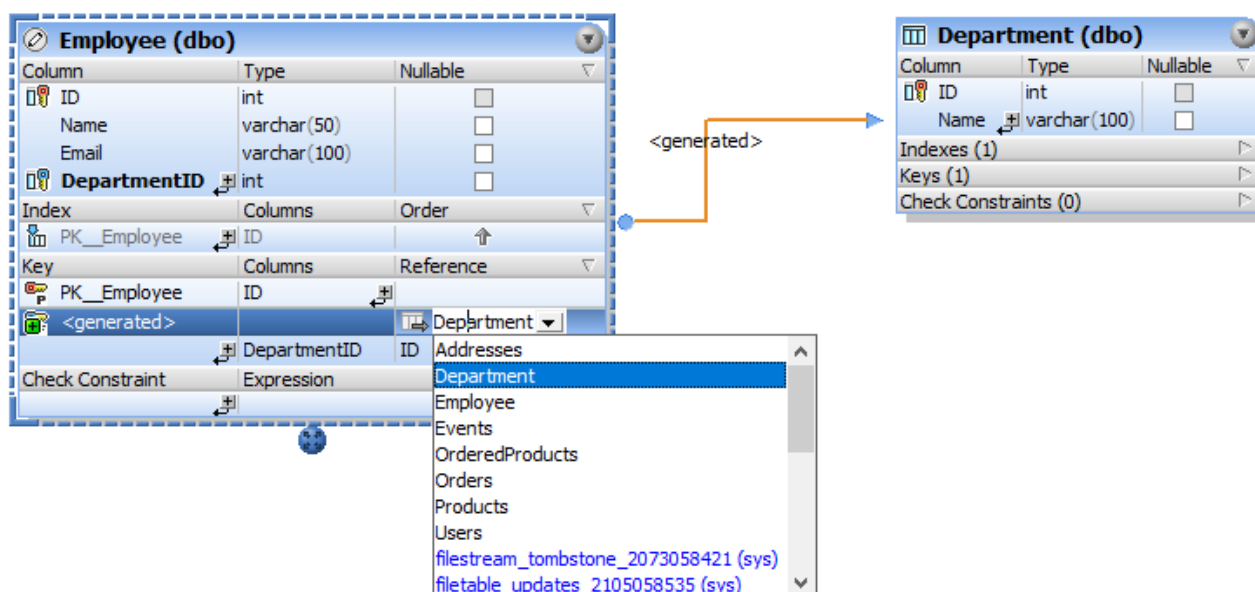 Employee (dbo)
Column Type Nullable
ID int
Name varchar(50)
Email varchar(100)
DepartmentID int
Index Columns Order
PK__Employee ID
Key Columns Reference
PK__Employee ID
<generated> Department
DepartmentID ID
Check Constraint Expression
Addresses
Department
Employee
Events
OrderedProducts
Orders
Products
Users
filestream_tombstone_2073058421 (sys)
filetable_updates_2105058535 (sys)
<generated>
Department (dbo)
Column Type Nullable
ID int
Name varchar(100)
Indexes (1)
Keys (1)
Check Constraints (0)